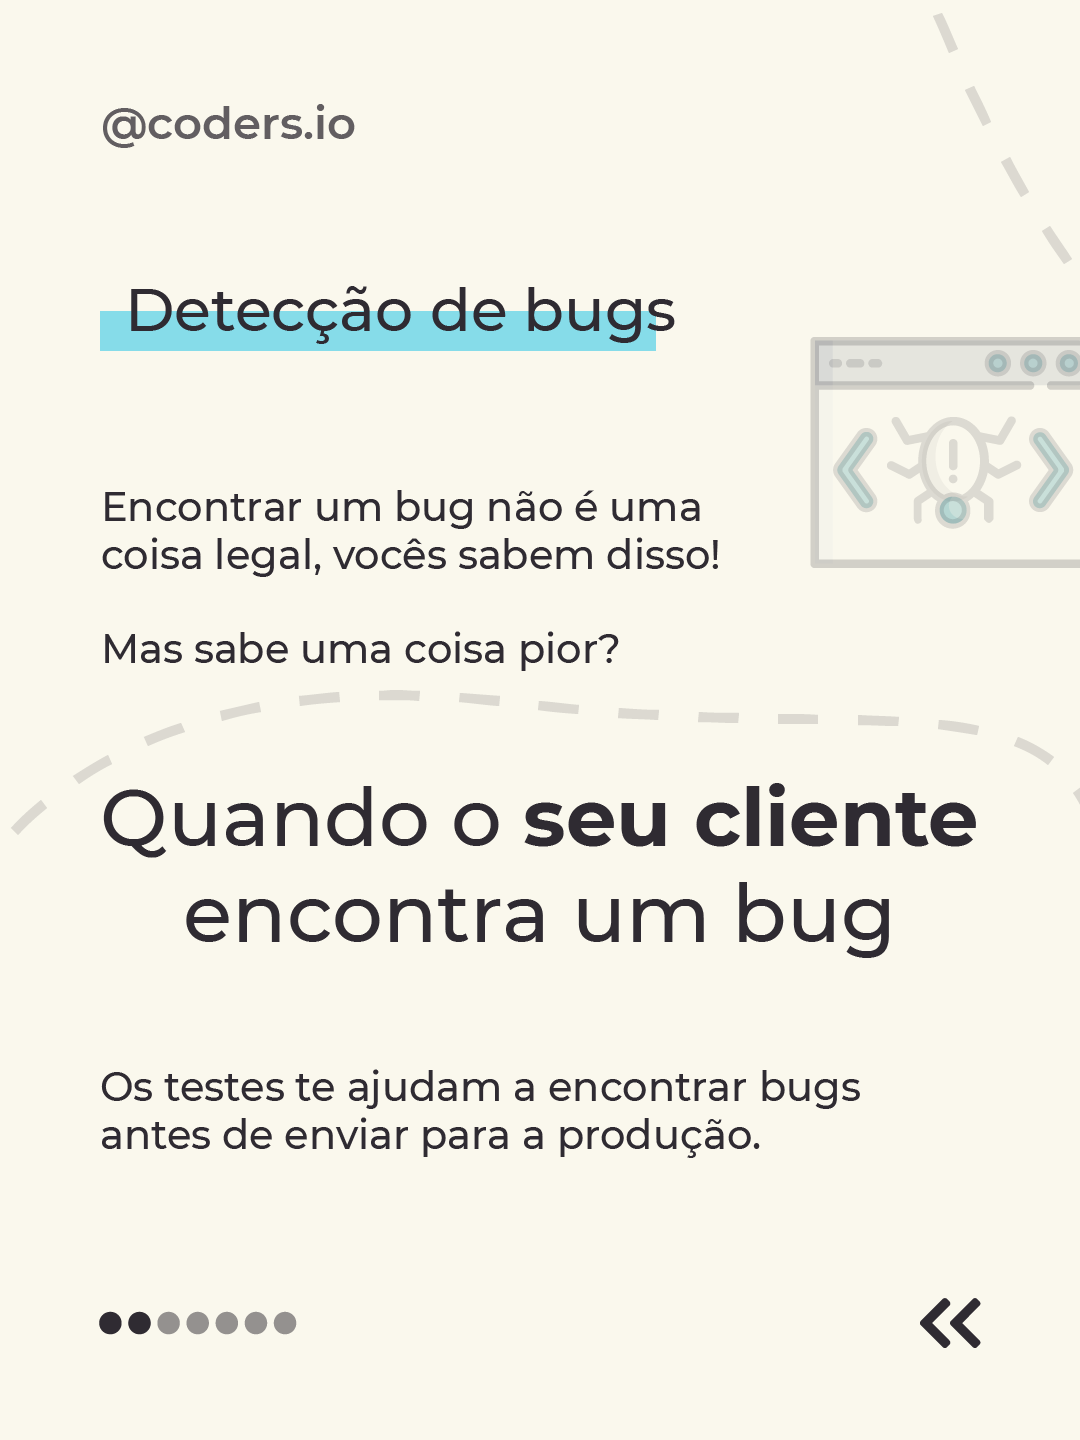 @coders.io
Detecção de bugs
Encontrar um bug não é uma
coisa legal, vocês sabem disso!
Mas sabe uma coisa pior?
Quando o seu cliente
encontra um bug
Os testes te ajudam a encontrar bugs
antes de enviar para a produção.